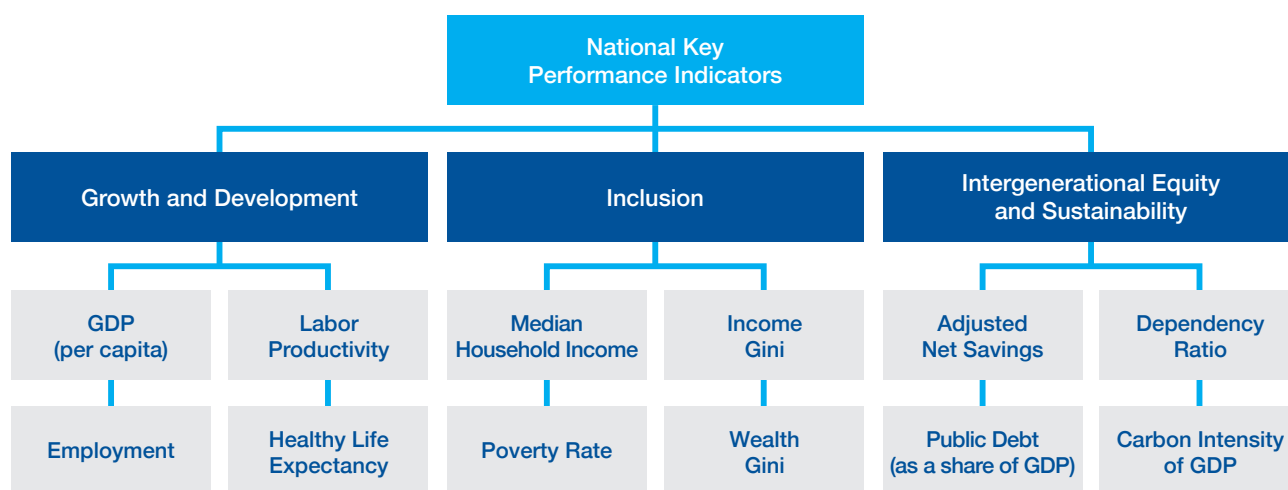 National Key
Performance Indicators
Growth and Development
Inclusion
Intergenerational Equity
and Sustainability
GDP
(per capita)
Labor
Productivity
Median
Household Income
Income
Gini
Adjusted
Net Savings
Dependency
Ratio
Employment
Healthy Life
Expectancy
Poverty Rate
Wealth
Gini
Public Debt
(as a share of GDP)
Carbon Intensity
of GDP